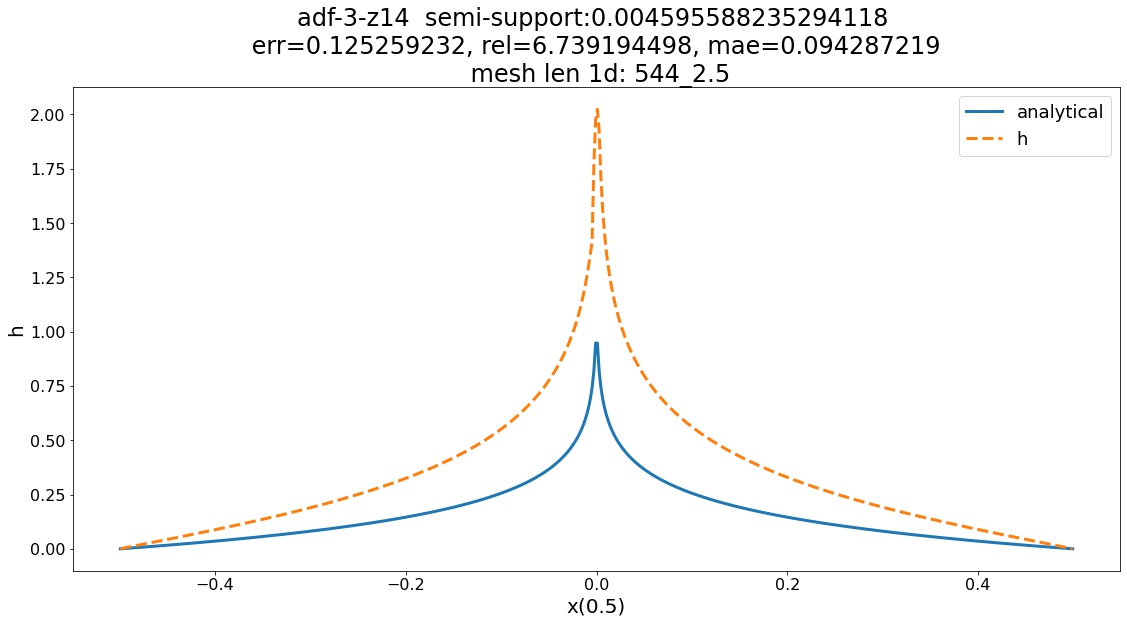 adf-3-z14  semi-support:0.004595588235294118
err=0.125259232, rel=6.739194498, mae=0.094287219
mesh len 1d: 544_2.5
analytical
h
2.00
1.75
1.50
1.25
1.00
0.75
0.50
0.25
0.00
h
−0.4
−0.2
0.0
0.2
0.4
x(0.5)